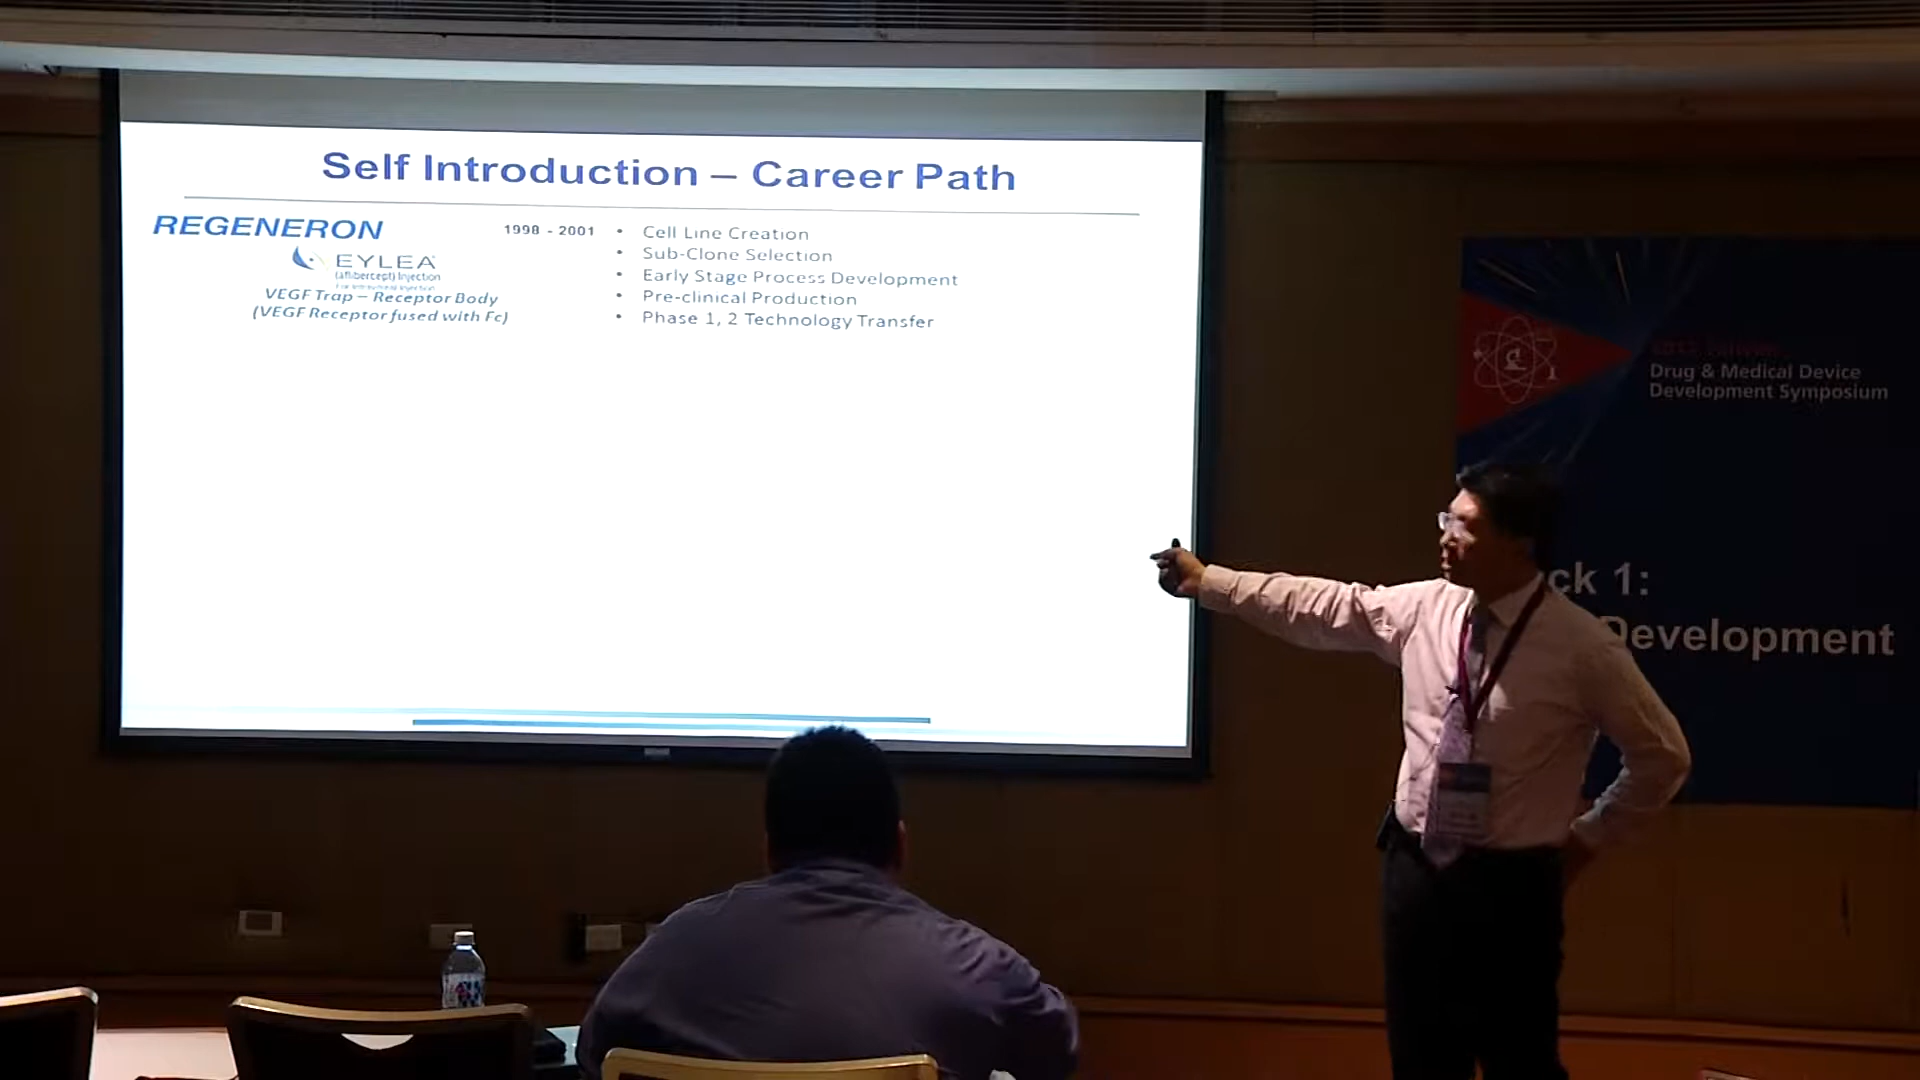 Self Introduction – Career Path
REGENERON
EYLEA
(aflibercept) Injection
VEGF Trap – Receptor Body
(VEGF Receptor fused with Fc)
1998 - 2001
• Cell Line Creation
• Sub-Clone Selection
• Early Stage Process Development
• Pre-clinical Production
• Phase 1, 2 Technology Transfer
Drug & Medical Device
Development Symposium
ck 1:
Development